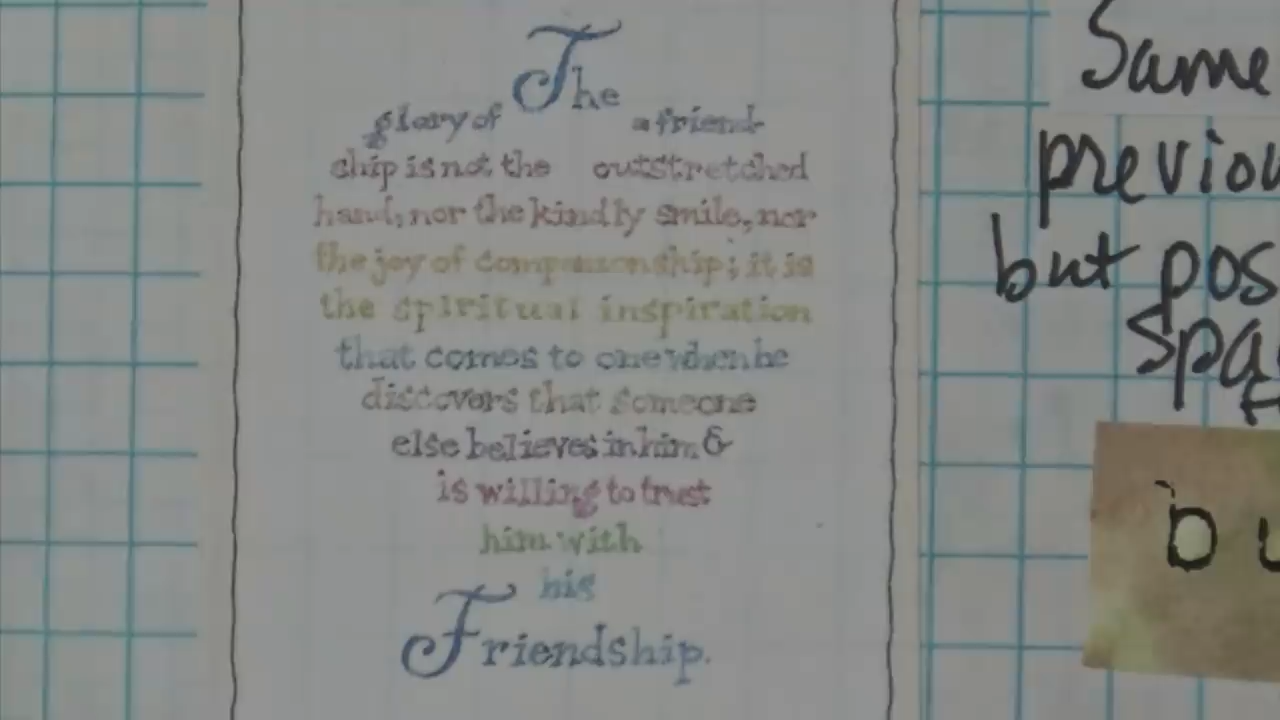 The
glory of a friend-
ship is not the outstretched
hand, nor the kindly smile, nor
the joy of companionship; it is
the spiritual inspiration
that comes to one when he
discovers that someone
else believes in him &
is willing to trust
him with
his
Friendship.
Same
previou
but pos
Spa